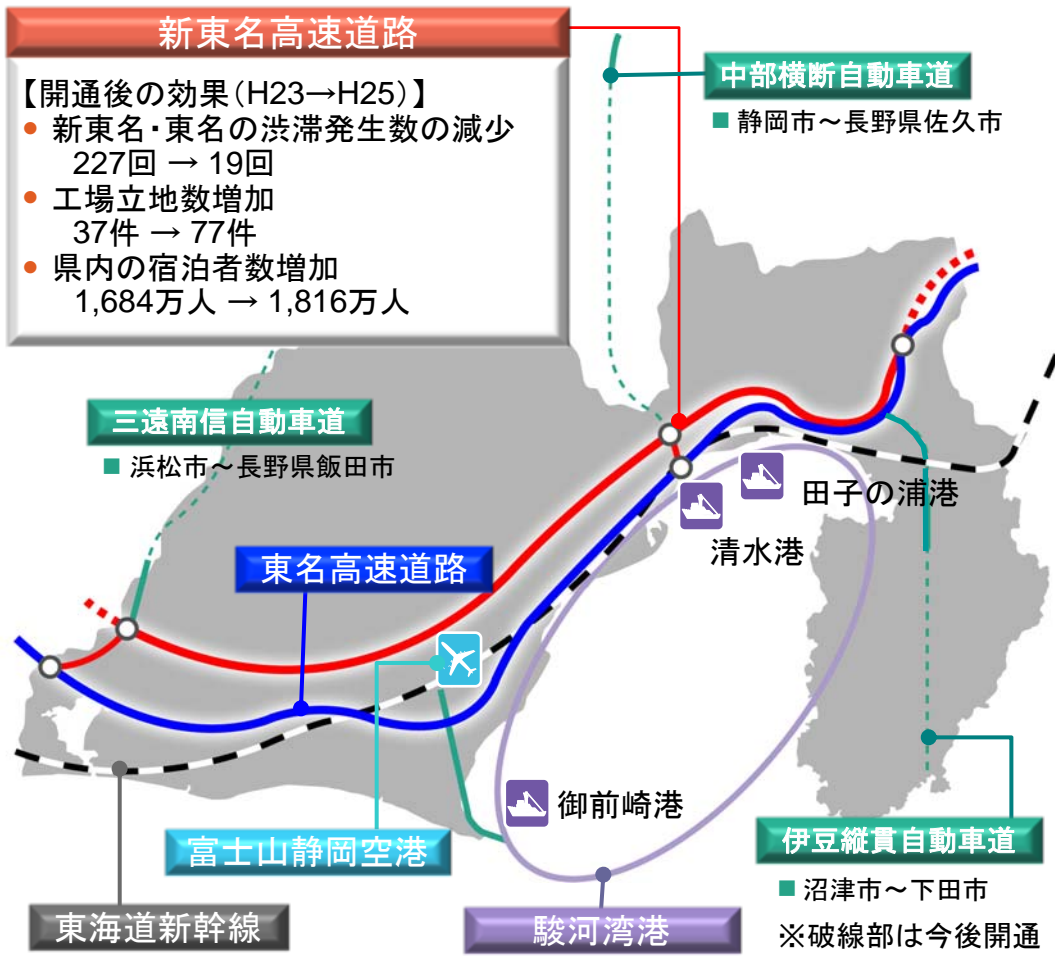 新東名高速道路
【開通後の効果(H23→H25)】
● 新東名・東名の渋滞発生数の減少
227回 → 19回
● 工場立地数増加
37件 → 77件
● 県内の宿泊者数増加
1,684万人 → 1,816万人
中部横断自動車道
■ 静岡市～長野県佐久市
三遠南信自動車道
■ 浜松市～長野県飯田市
田子の浦港
清水港
東名高速道路
御前崎港
富士山静岡空港
伊豆縦貫自動車道
■ 沼津市～下田市
※破線部は今後開通
東海道新幹線
駿河湾港